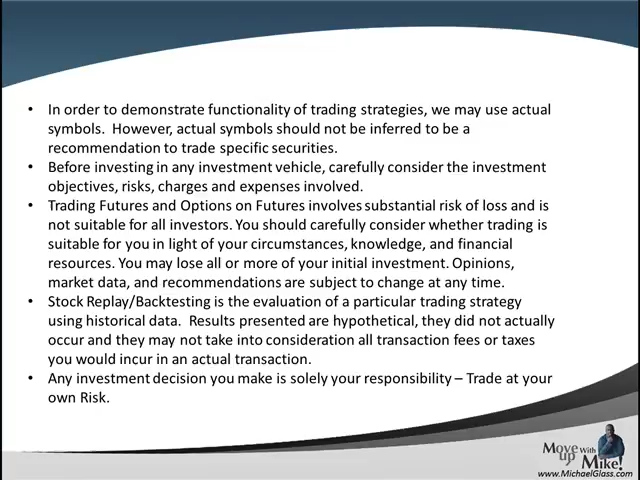 • In order to demonstrate functionality of trading strategies, we may use actual
symbols.  However, actual symbols should not be inferred to be a
recommendation to trade specific securities.
• Before investing in any investment vehicle, carefully consider the investment
objectives, risks, charges and expenses involved.
• Trading Futures and Options on Futures involves substantial risk of loss and is
not suitable for all investors. You should carefully consider whether trading is
suitable for you in light of your circumstances, knowledge, and financial
resources. You may lose all or more of your initial investment. Opinions,
market data, and recommendations are subject to change at any time.
• Stock Replay/Backtesting is the evaluation of a particular trading strategy
using historical data.  Results presented are hypothetical, they did not actually
occur and they may not take into consideration all transaction fees or taxes
you would incur in an actual transaction.
• Any investment decision you make is solely your responsibility – Trade at your
own Risk.
Move up With Mike!
www.MichaelGlass.com